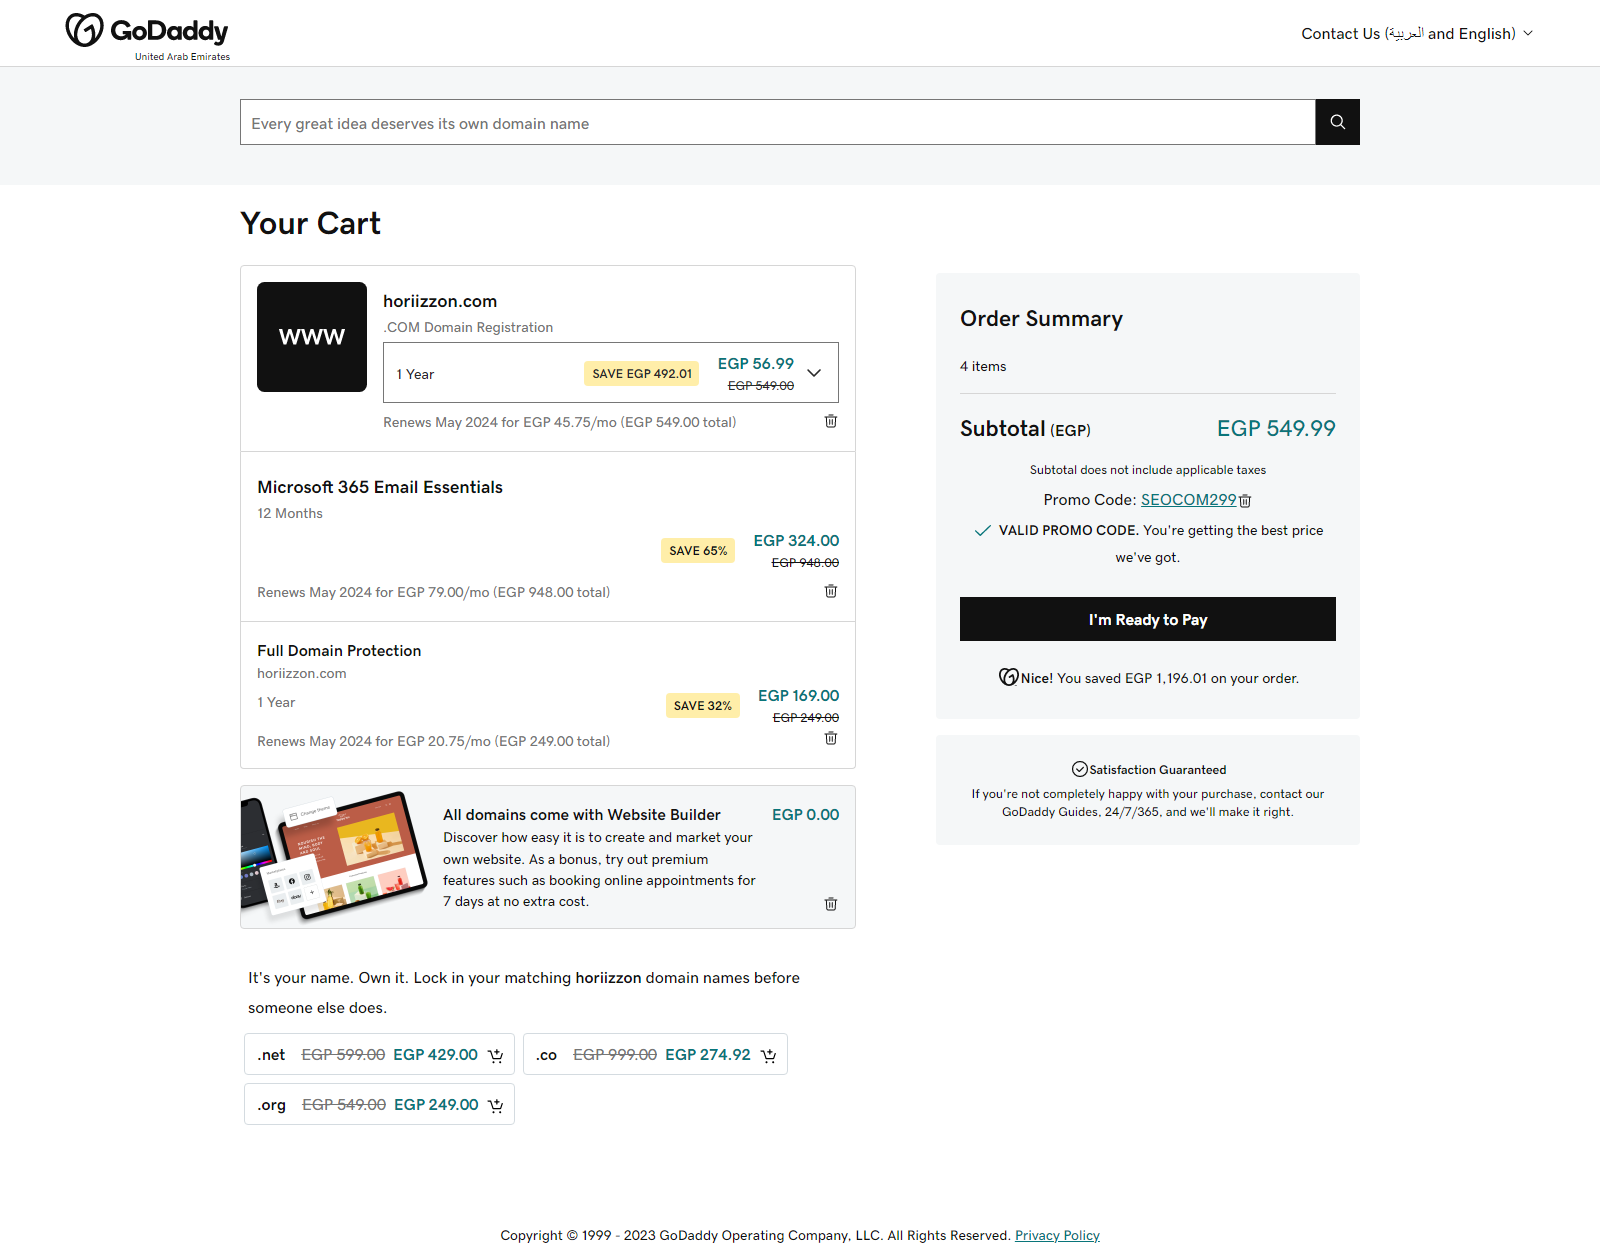 GoDaddy
United Arab Emirates
Contact Us (العربية and English)
Every great idea deserves its own domain name
Your Cart
www
horiizzon.com
.COM Domain Registration
1 Year
SAVE EGP 492.01
EGP 56.99
EGP 549.00
Renews May 2024 for EGP 45.75/mo (EGP 549.00 total)
Microsoft 365 Email Essentials
12 Months
SAVE 65%
EGP 324.00
EGP 948.00
Renews May 2024 for EGP 79.00/mo (EGP 948.00 total)
Full Domain Protection
horiizzon.com
1 Year
SAVE 32%
EGP 169.00
EGP 249.00
Renews May 2024 for EGP 20.75/mo (EGP 249.00 total)
All domains come with Website Builder
EGP 0.00
Discover how easy it is to create and market your
own website. As a bonus, try out premium
features such as booking online appointments for
7 days at no extra cost.
It's your name. Own it. Lock in your matching horiizzon domain names before
someone else does.
.net EGP 599.00 EGP 429.00
.co EGP 999.00 EGP 274.92
.org EGP 549.00 EGP 249.00
Order Summary
4 items
Subtotal (EGP)
EGP 549.99
Subtotal does not include applicable taxes
Promo Code: SEOCOM299
VALID PROMO CODE. You're getting the best price
we've got.
I'm Ready to Pay
Nice! You saved EGP 1,196.01 on your order.
Satisfaction Guaranteed
If you're not completely happy with your purchase, contact our
GoDaddy Guides, 24/7/365, and we'll make it right.
Copyright © 1999 - 2023 GoDaddy Operating Company, LLC. All Rights Reserved. Privacy Policy